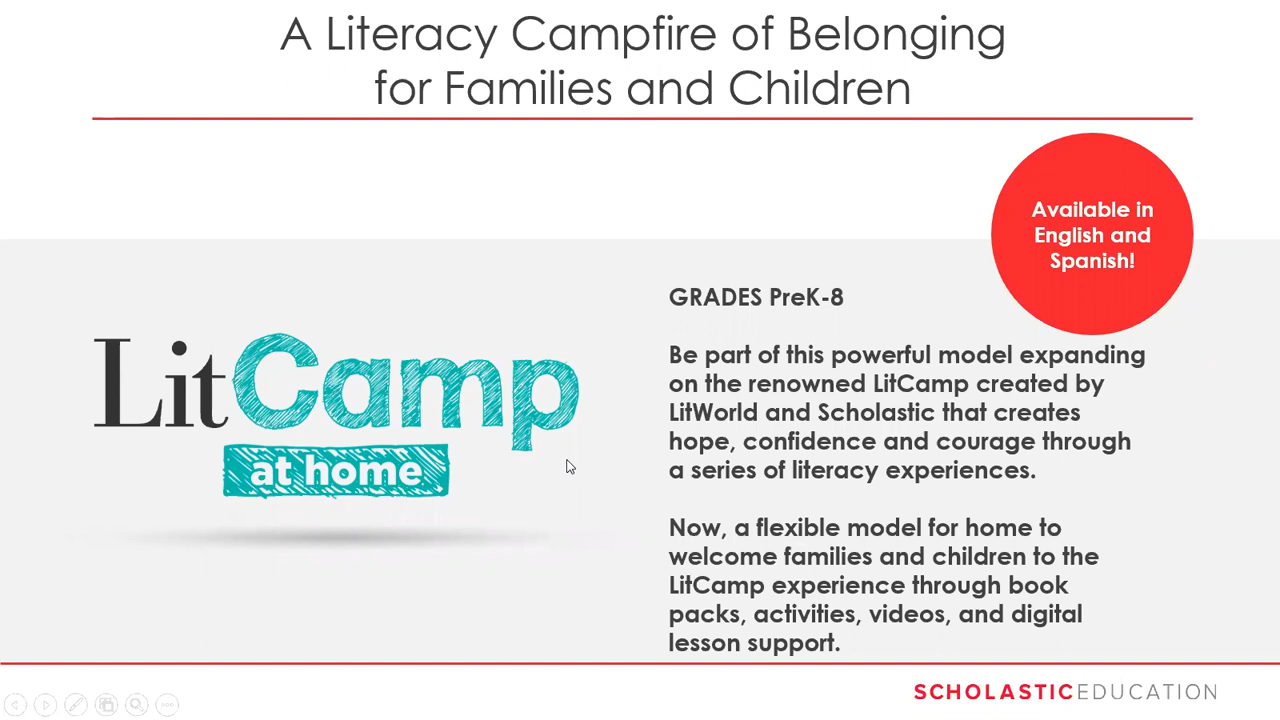 A Literacy Campfire of Belonging
for Families and Children
Available in
English and
Spanish!
GRADES PreK-8
LitCamp
at home
Be part of this powerful model expanding
on the renowned LitCamp created by
LitWorld and Scholastic that creates
hope, confidence and courage through
a series of literacy experiences.
Now, a flexible model for home to
welcome families and children to the
LitCamp experience through book
packs, activities, videos, and digital
lesson support.
SCHOLASTIC EDUCATION